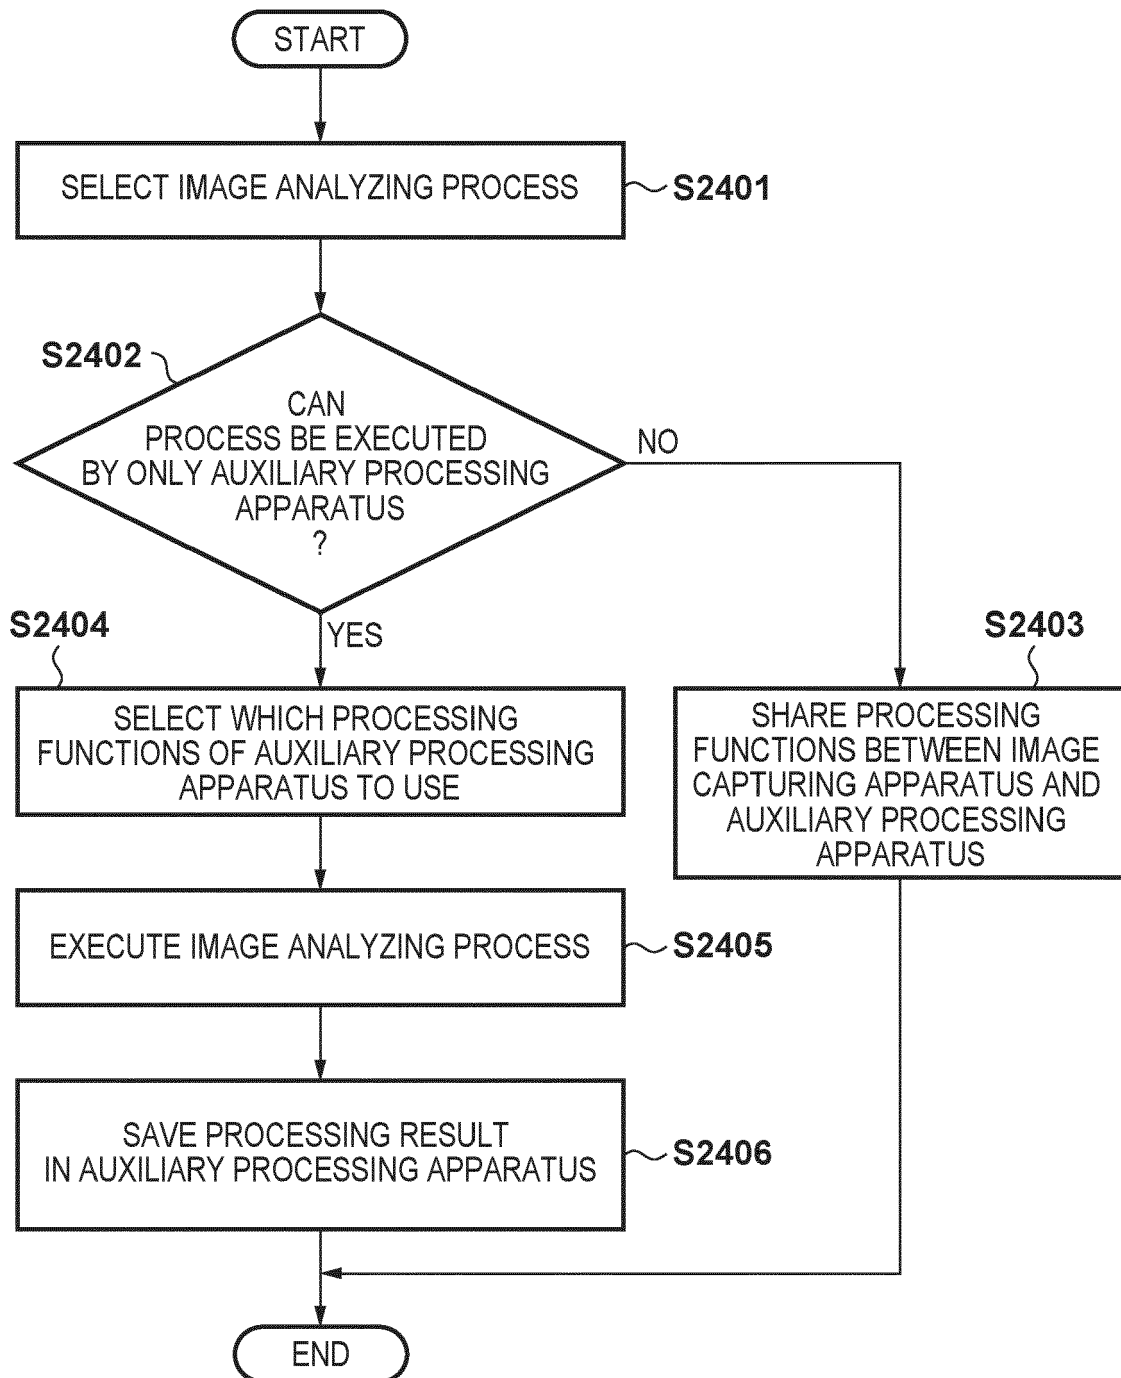 START
SELECT IMAGE ANALYZING PROCESS
S2401
S2402
CAN
PROCESS BE EXECUTED
BY ONLY AUXILIARY PROCESSING
APPARATUS
?
NO
YES
S2404
SELECT WHICH PROCESSING
FUNCTIONS OF AUXILIARY PROCESSING
APPARATUS TO USE
S2403
SHARE PROCESSING
FUNCTIONS BETWEEN IMAGE
CAPTURING APPARATUS AND
AUXILIARY PROCESSING
APPARATUS
EXECUTE IMAGE ANALYZING PROCESS
S2405
SAVE PROCESSING RESULT
IN AUXILIARY PROCESSING APPARATUS
S2406
END